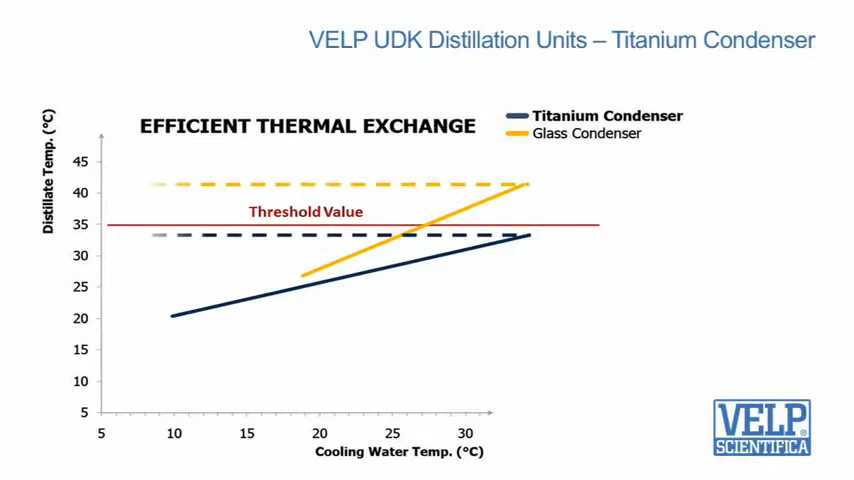 VELP UDK Distillation Units – Titanium Condenser
EFFICIENT THERMAL EXCHANGE
Titanium Condenser
Glass Condenser
Distillate Temp. (°C)
45
40
35
30
25
20
15
10
5
Threshold Value
5 10 15 20 25 30
Cooling Water Temp. (°C)
VELP®
SCIENTIFICA